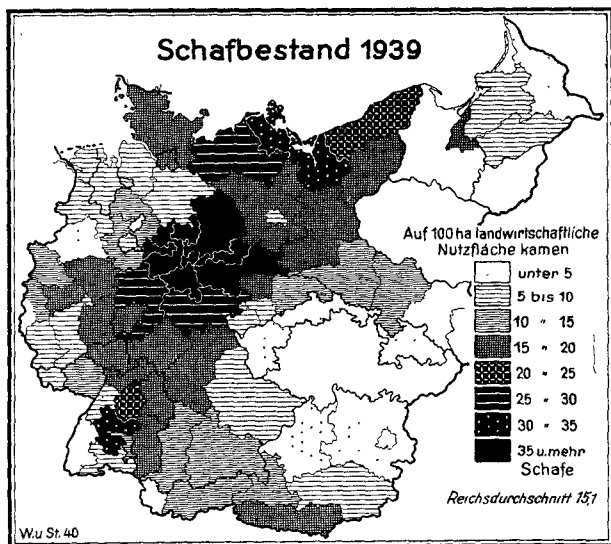 Schafbestand 1939
Auf 100 ha landwirtschaftliche
Nutzfläche kamen
unter 5
5 bis 10
10 " 15
15 " 20
20 " 25
25 " 30
30 " 35
35 u. mehr
Schafe
Reichsdurchschnitt 15,1
W.u St. 40